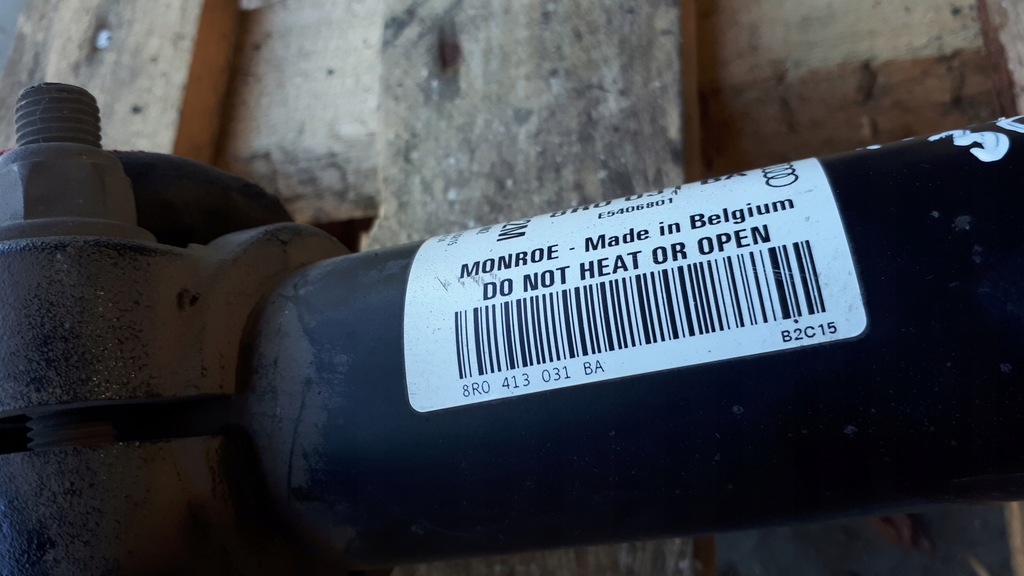 E5406801
MONROE - Made in Belgium
DO NOT HEAT OR OPEN
B2C15
8R0 413 031 BA